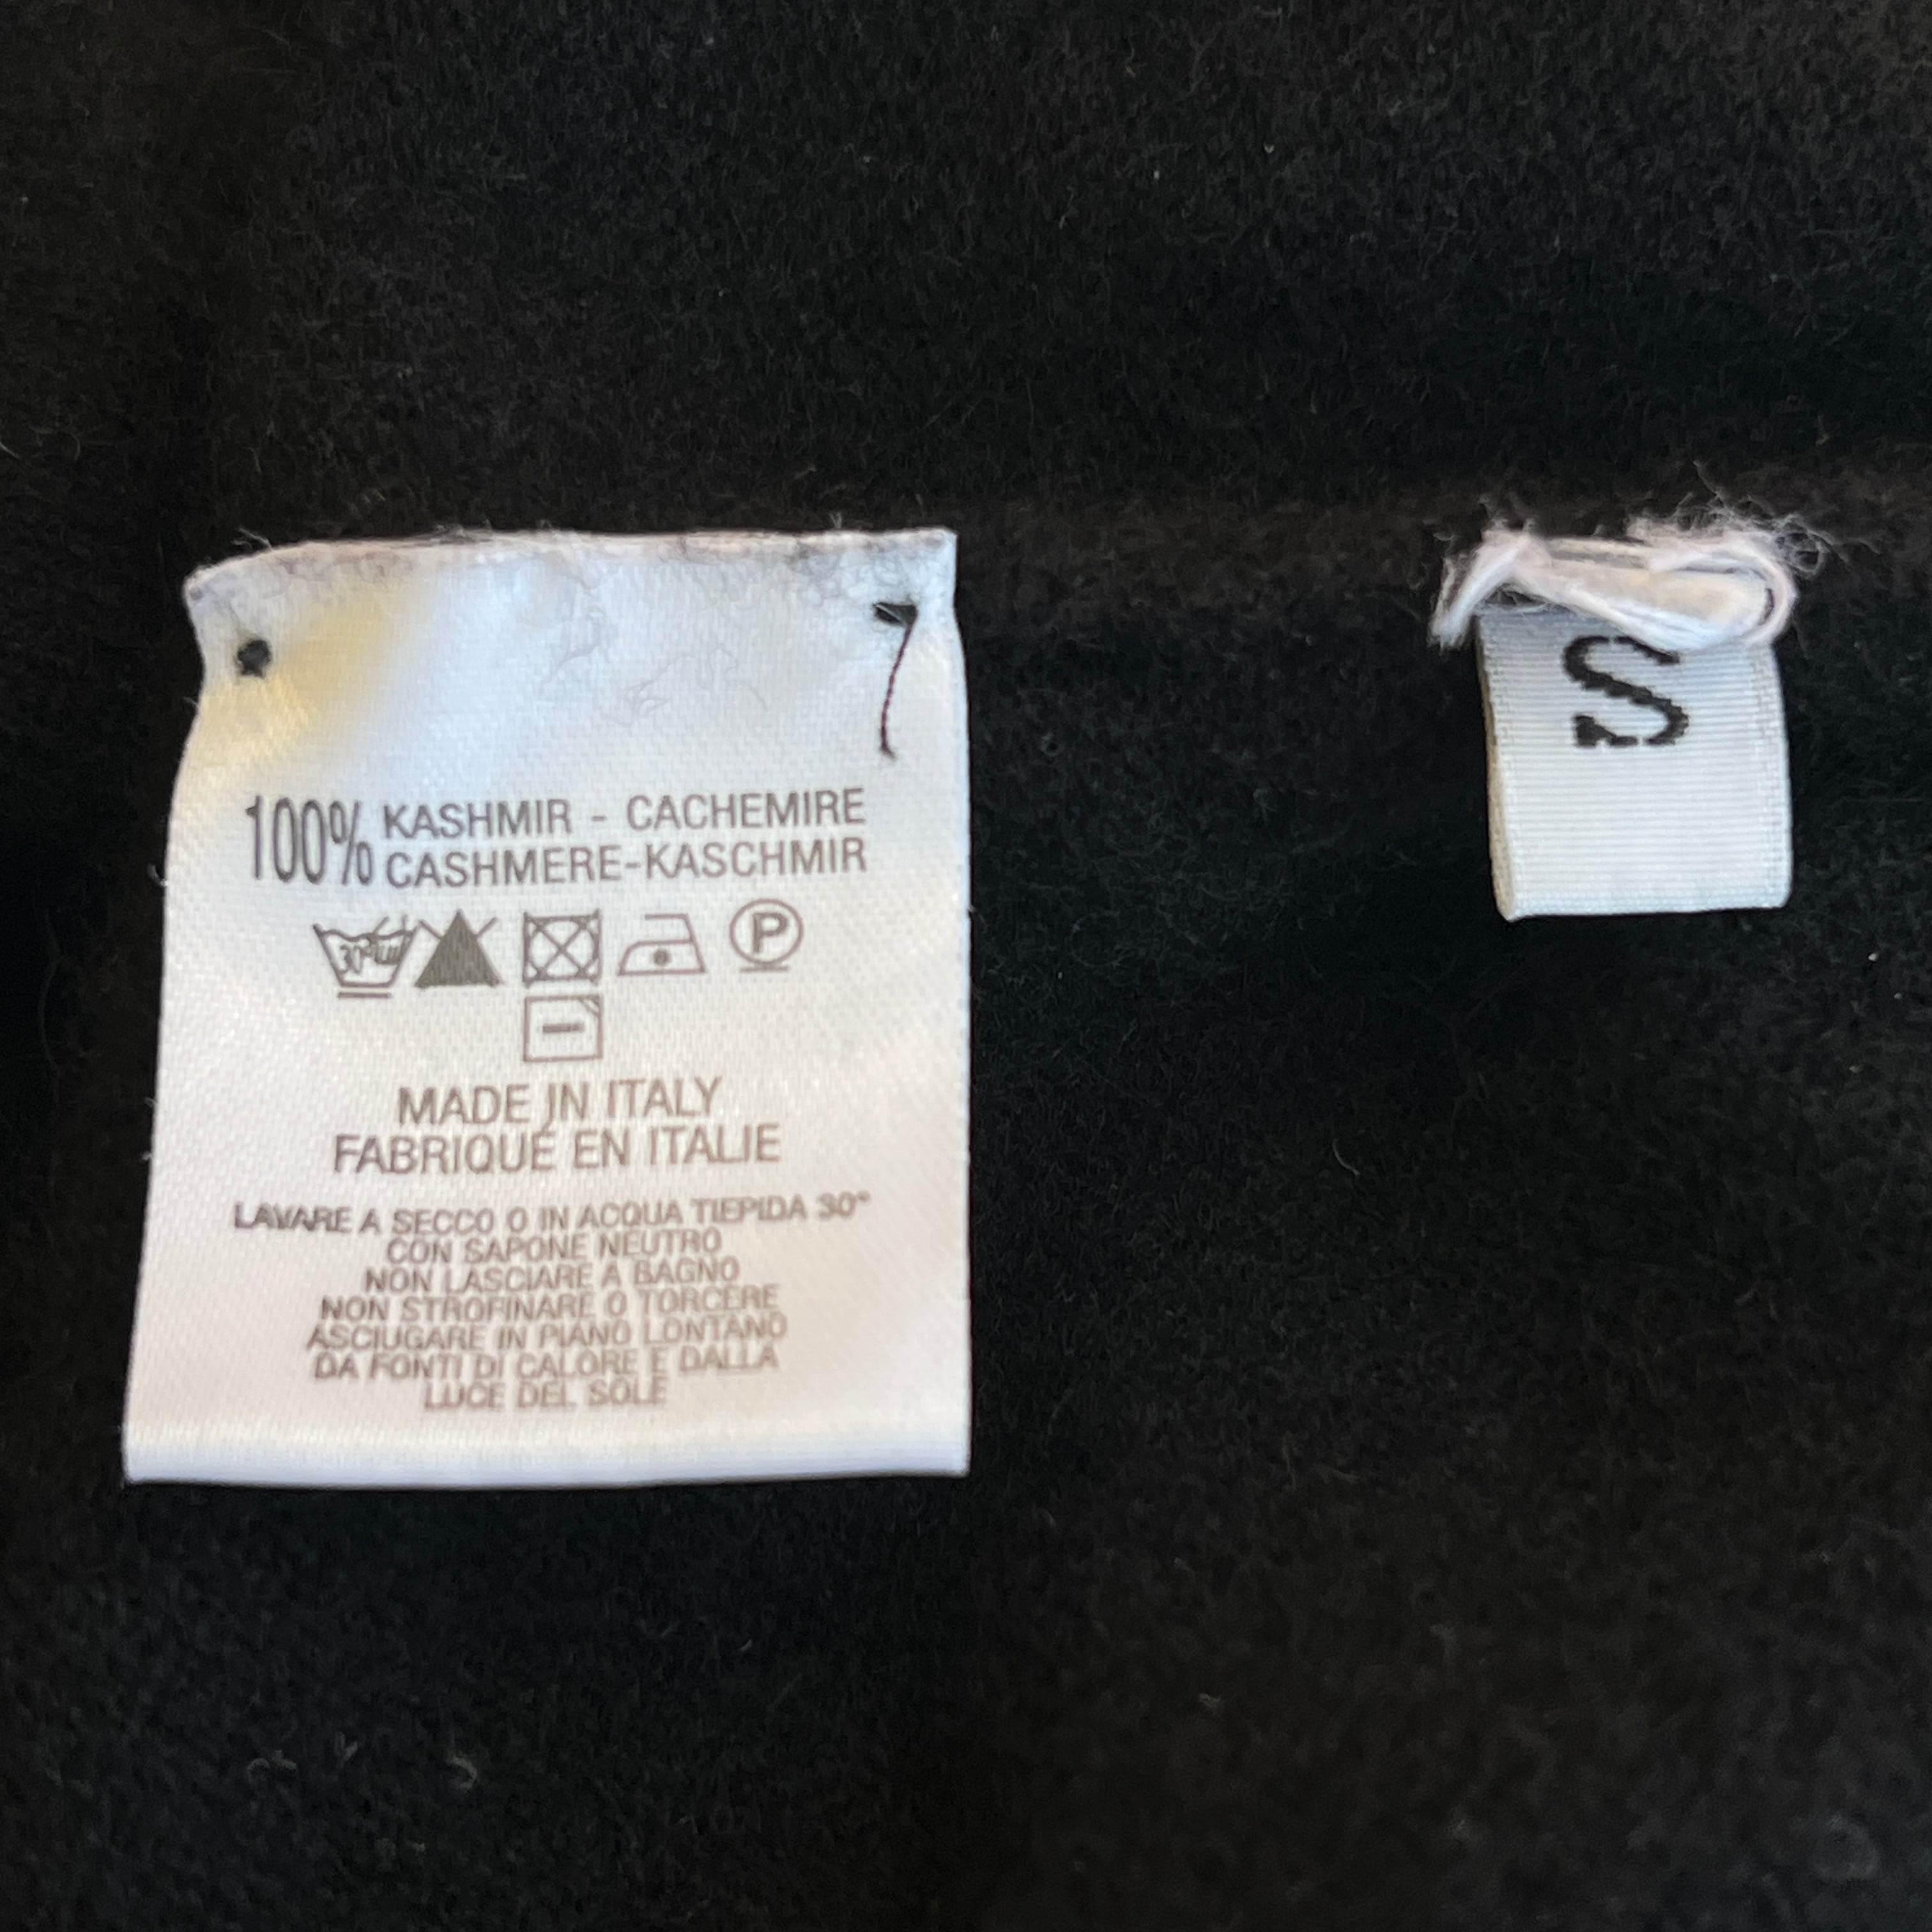 100% KASHMIR - CACHEMIRE
CASHMERE-KASCHMIR
P
MADE IN ITALY
FABRIQUÉ EN ITALIE
LAVARE A SECCO O IN ACQUA TIEPIDA 30°
CON SAPONE NEUTRO
NON LASCIARE A BAGNO
NON STROFINARE O TORCERE
ASCIUGARE IN PIANO LONTANO
DA FONTI DI CALORE E DALLA
LUCE DEL SOLE
S